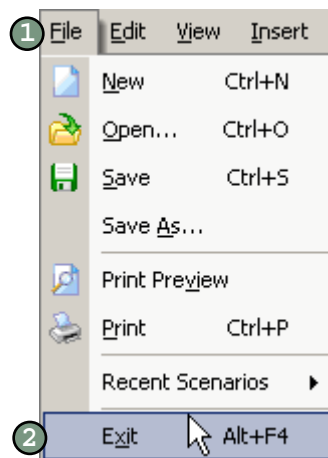 1 File Edit View Insert
New Ctrl+N
Open... Ctrl+O
Save Ctrl+S
Save As...
Print Preview
Print Ctrl+P
Recent Scenarios
2 Exit Alt+F4